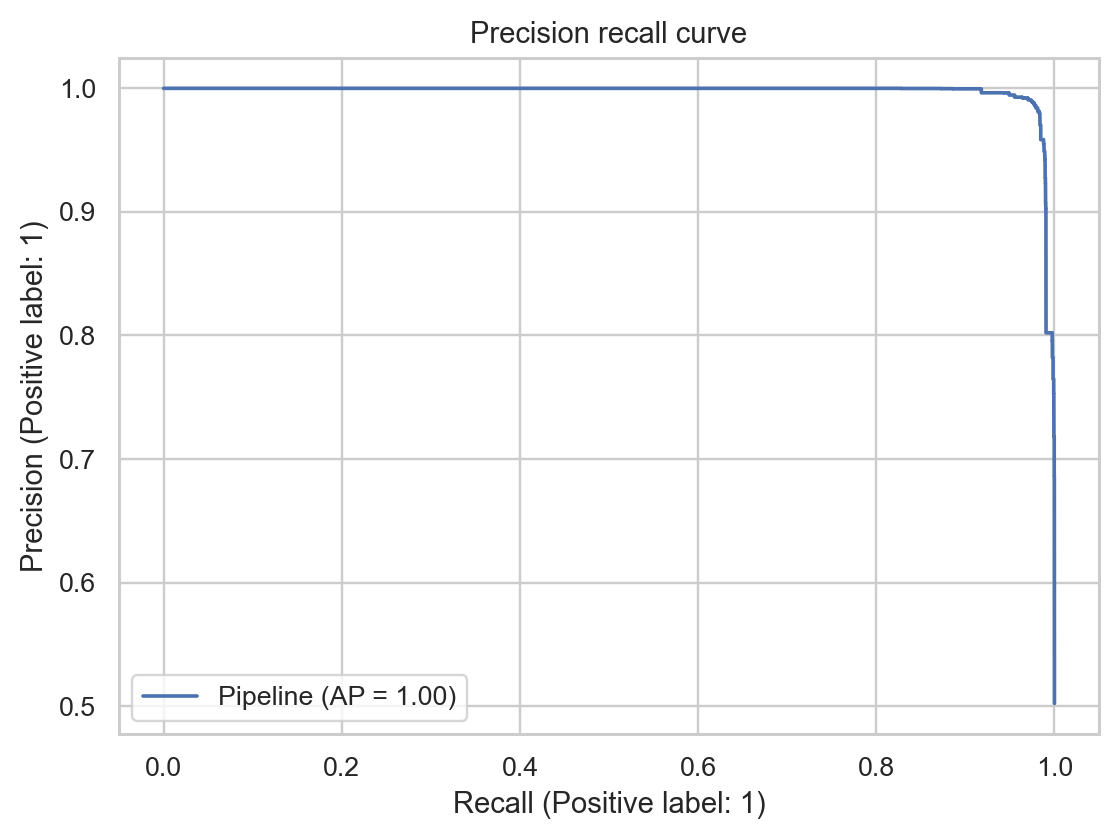 Precision recall curve
1.0
0.9
0.8
0.7
0.6
0.5
Precision (Positive label: 1)
Pipeline (AP = 1.00)
0.0 0.2 0.4 0.6 0.8 1.0
Recall (Positive label: 1)